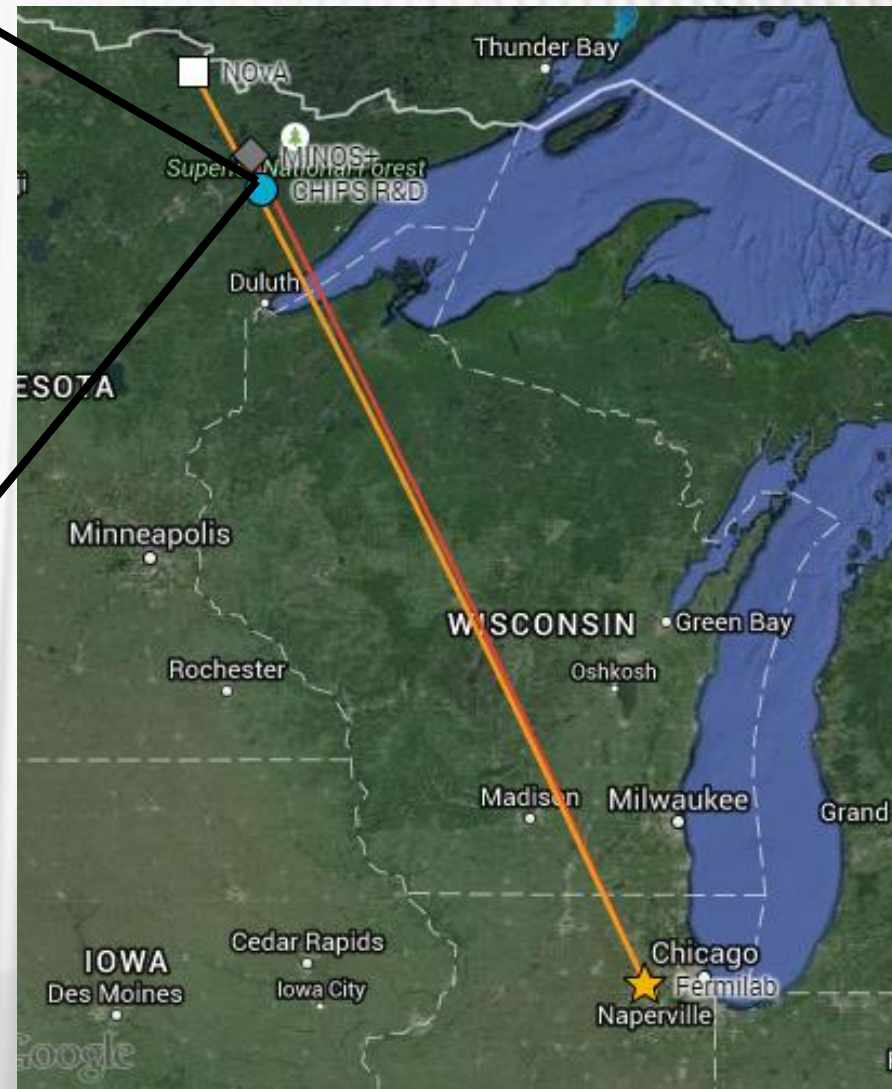 Thunder Bay
NOvA
MINOS+
Superior National Forest
CHIPS R&D
Duluth
ESOTA
Minneapolis
WISCONSIN
Green Bay
Rochester
Oshkosh
Madison
Milwaukee
Grand
Cedar Rapids
Chicago
IOWA
Iowa City
Fermilab
Des Moines
Naperville
Google